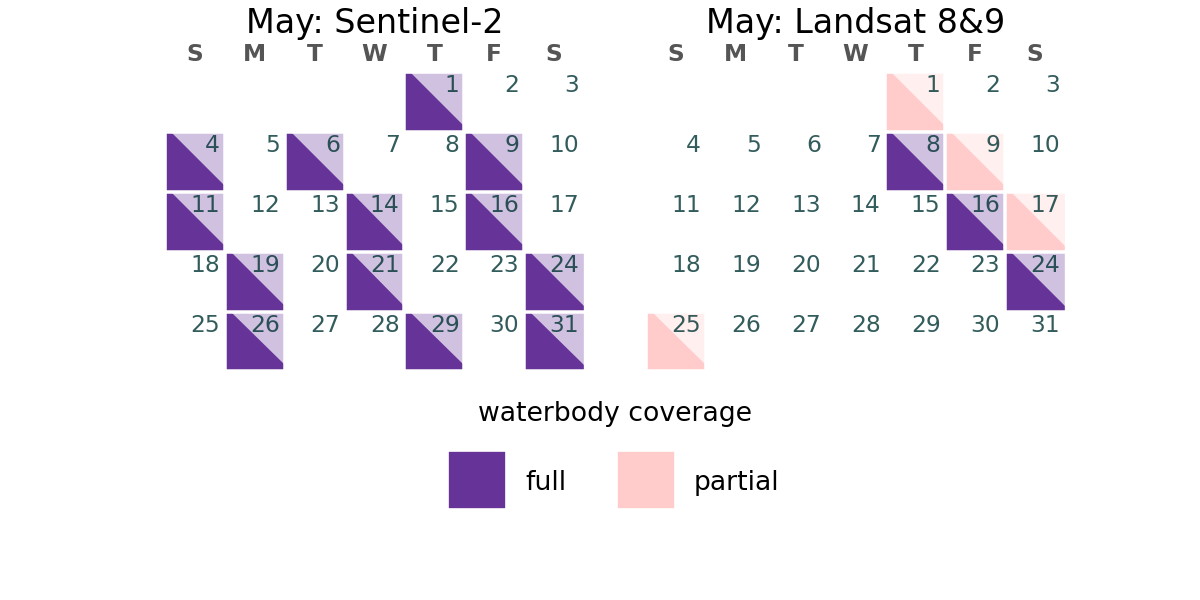 May: Sentinel-2
S M T W T F S
1 2 3
4 5 6 7 8 9 10
11 12 13 14 15 16 17
18 19 20 21 22 23 24
25 26 27 28 29 30 31
May: Landsat 8&9
S M T W T F S
1 2 3
4 5 6 7 8 9 10
11 12 13 14 15 16 17
18 19 20 21 22 23 24
25 26 27 28 29 30 31
waterbody coverage
full
partial